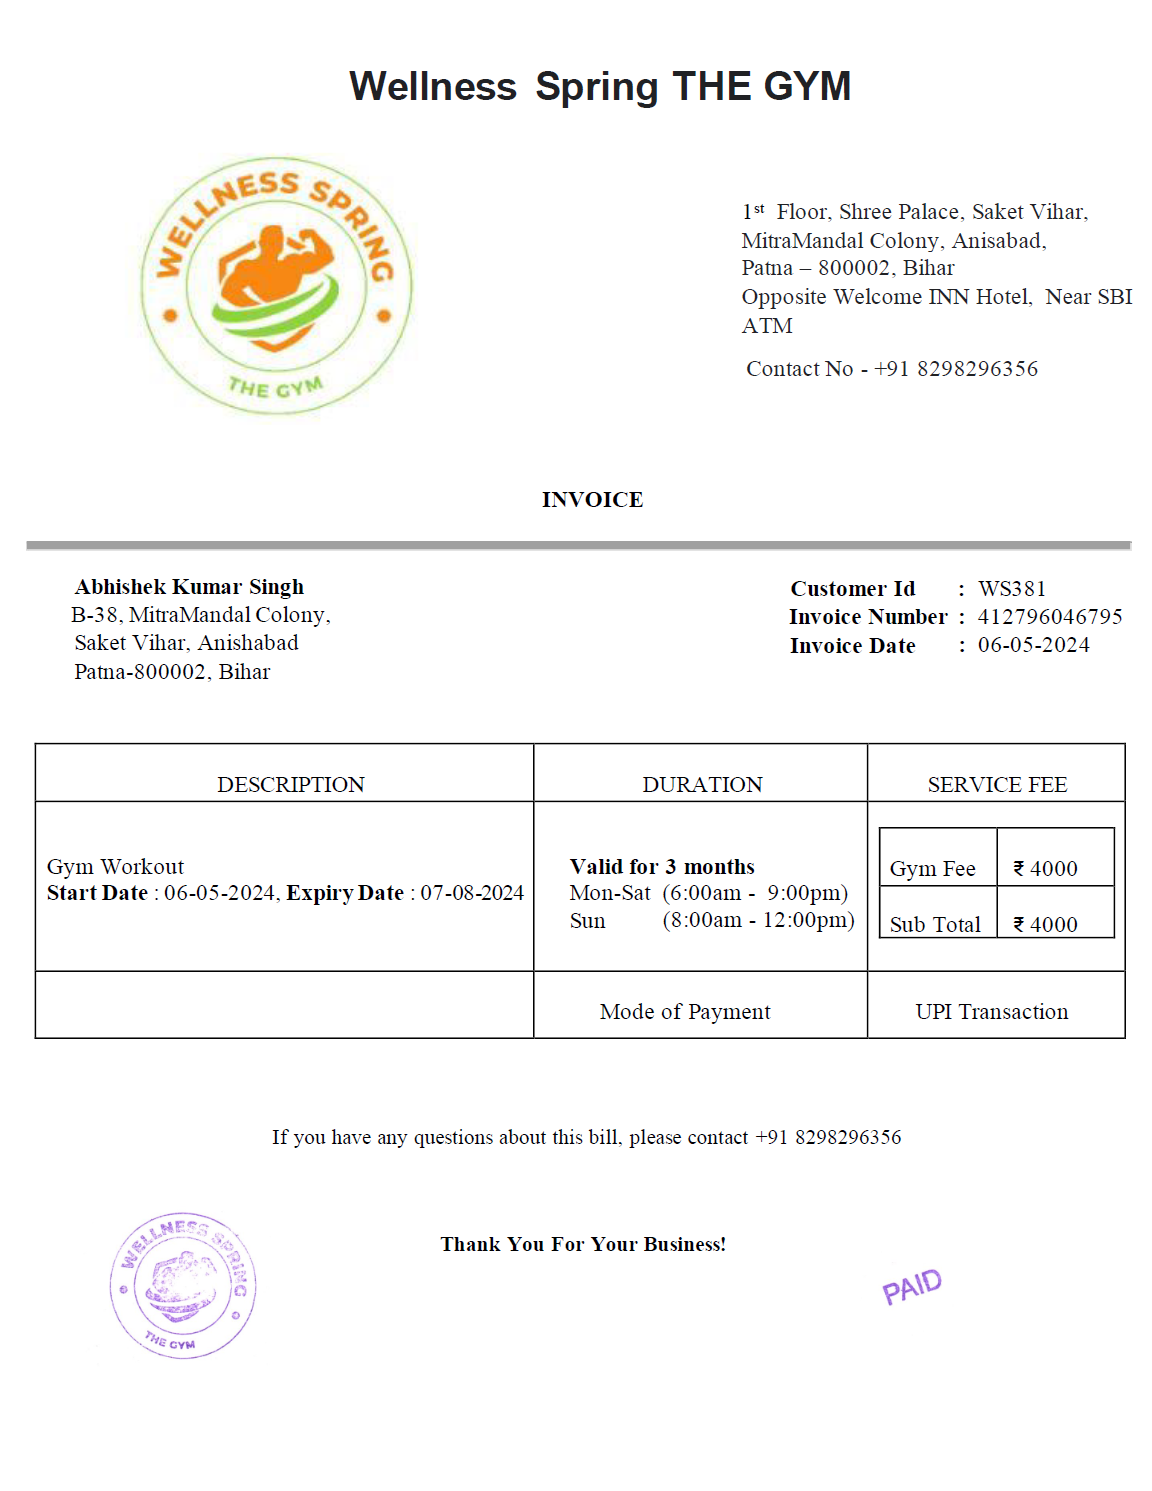 Wellness Spring THE GYM
WELLNESS SPRING
THE GYM
1st Floor, Shree Palace, Saket Vihar,
MitraMandal Colony, Anisabad,
Patna – 800002, Bihar
Opposite Welcome INN Hotel, Near SBI
ATM
Contact No - +91 8298296356
INVOICE
Abhishek Kumar Singh
B-38, MitraMandal Colony,
Saket Vihar, Anishabad
Patna-800002, Bihar
Customer Id : WS381
Invoice Number : 412796046795
Invoice Date : 06-05-2024
DESCRIPTION DURATION SERVICE FEE
Gym Workout
Start Date : 06-05-2024, Expiry Date : 07-08-2024
Valid for 3 months
Mon-Sat (6:00am - 9:00pm)
Sun (8:00am - 12:00pm)
Gym Fee ₹ 4000
Sub Total ₹ 4000
Mode of Payment UPI Transaction
If you have any questions about this bill, please contact +91 8298296356
Thank You For Your Business!
WELLNESS SPRING
THE GYM
PAID